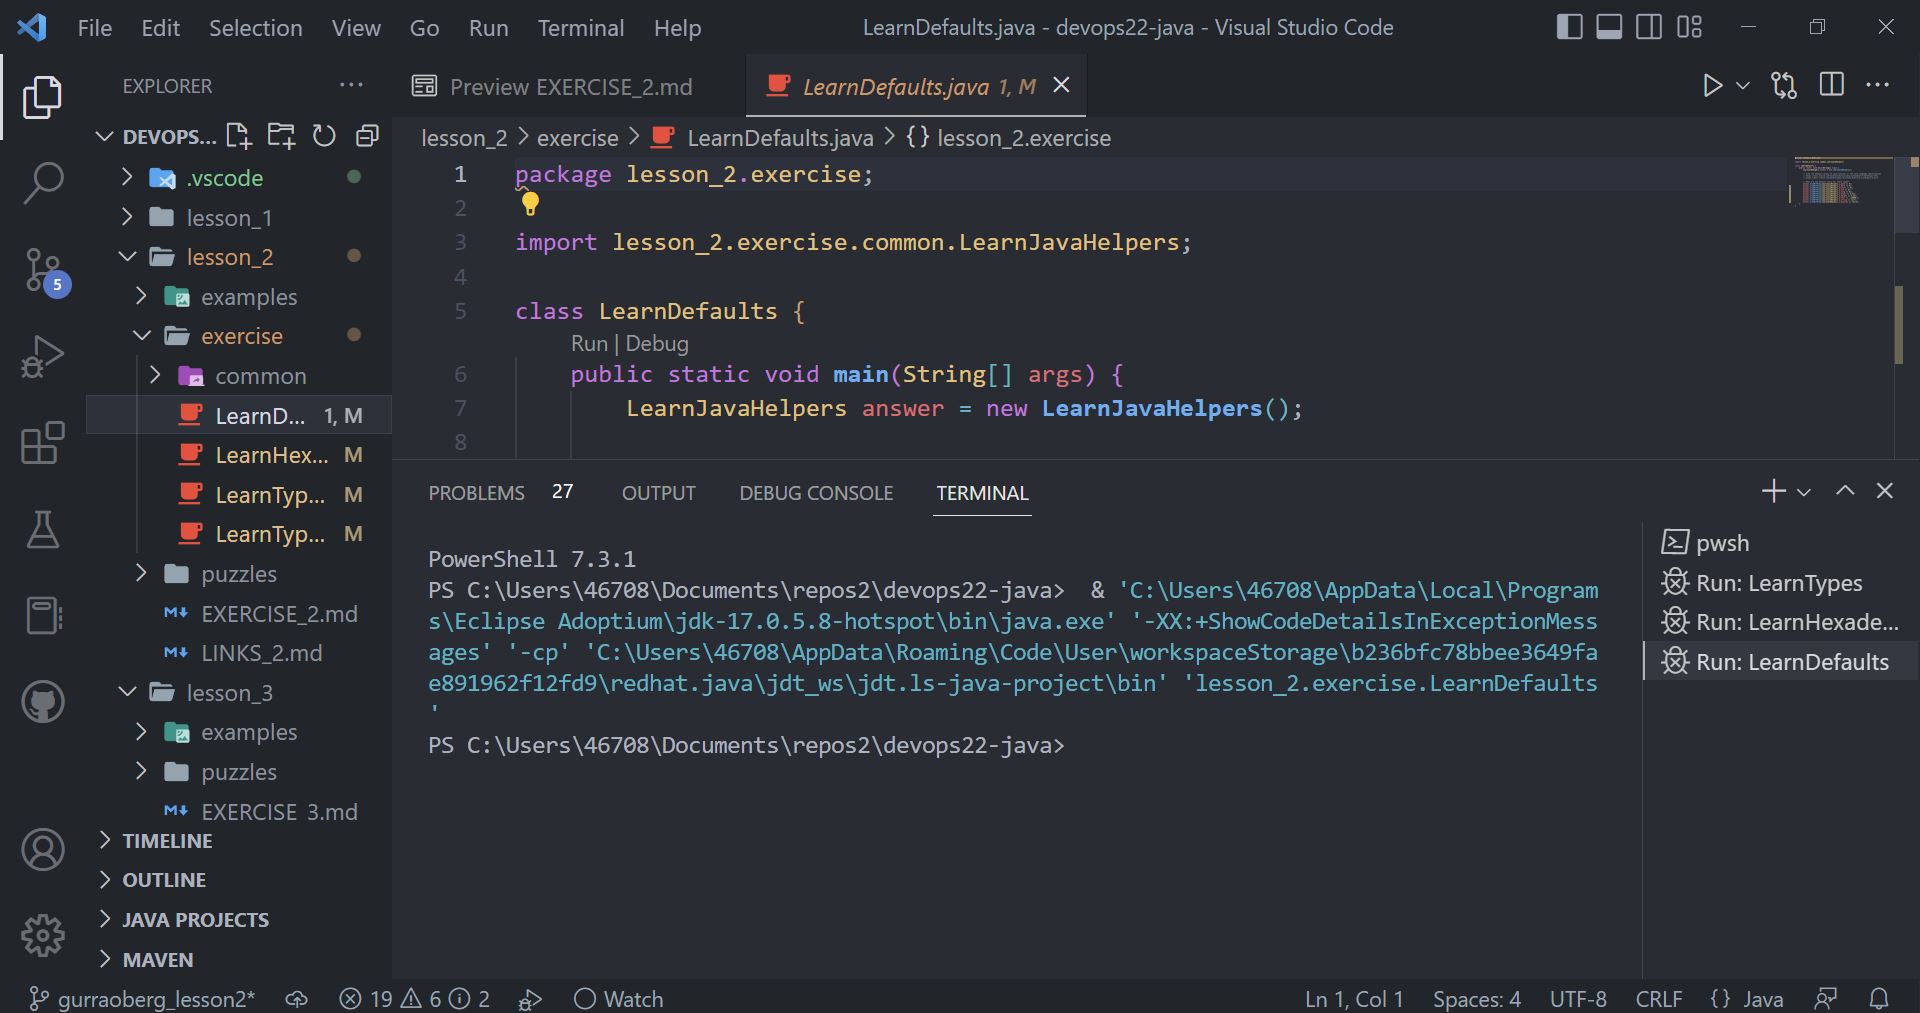 File Edit Selection View Go Run Terminal Help
LearnDefaults.java - devops22-java - Visual Studio Code
EXPLORER
DEVOPS...
.vscode
lesson_1
lesson_2
examples
exercise
common
LearnD... 1, M
LearnHex... M
LearnTyp... M
LearnTyp... M
puzzles
EXERCISE_2.md
LINKS_2.md
lesson_3
examples
puzzles
EXERCISE_3.md
TIMELINE
OUTLINE
JAVA PROJECTS
MAVEN
5
Preview EXERCISE_2.md
LearnDefaults.java 1, M
lesson_2 > exercise > LearnDefaults.java > {} lesson_2.exercise
1 package lesson_2.exercise;
2
3 import lesson_2.exercise.common.LearnJavaHelpers;
4
5 class LearnDefaults {
Run | Debug
6 public static void main(String[] args) {
7 LearnJavaHelpers answer = new LearnJavaHelpers();
8
PROBLEMS 27 OUTPUT DEBUG CONSOLE TERMINAL
PowerShell 7.3.1
PS C:\Users\46708\Documents\repos2\devops22-java>  & 'C:\Users\46708\AppData\Local\Program
s\Eclipse Adoptium\jdk-17.0.5.8-hotspot\bin\java.exe' '-XX:+ShowCodeDetailsInExceptionMess
ages' '-cp' 'C:\Users\46708\AppData\Roaming\Code\User\workspaceStorage\b236bfc78bbee3649fa
e891962f12fd9\redhat.java\jdt_ws\jdt.ls-java-project\bin' 'lesson_2.exercise.LearnDefaults
'
PS C:\Users\46708\Documents\repos2\devops22-java>
pwsh
Run: LearnTypes
Run: LearnHexade...
Run: LearnDefaults
gurraoberg_lesson2* 19 6 2 Watch
Ln 1, Col 1 Spaces: 4 UTF-8 CRLF {} Java